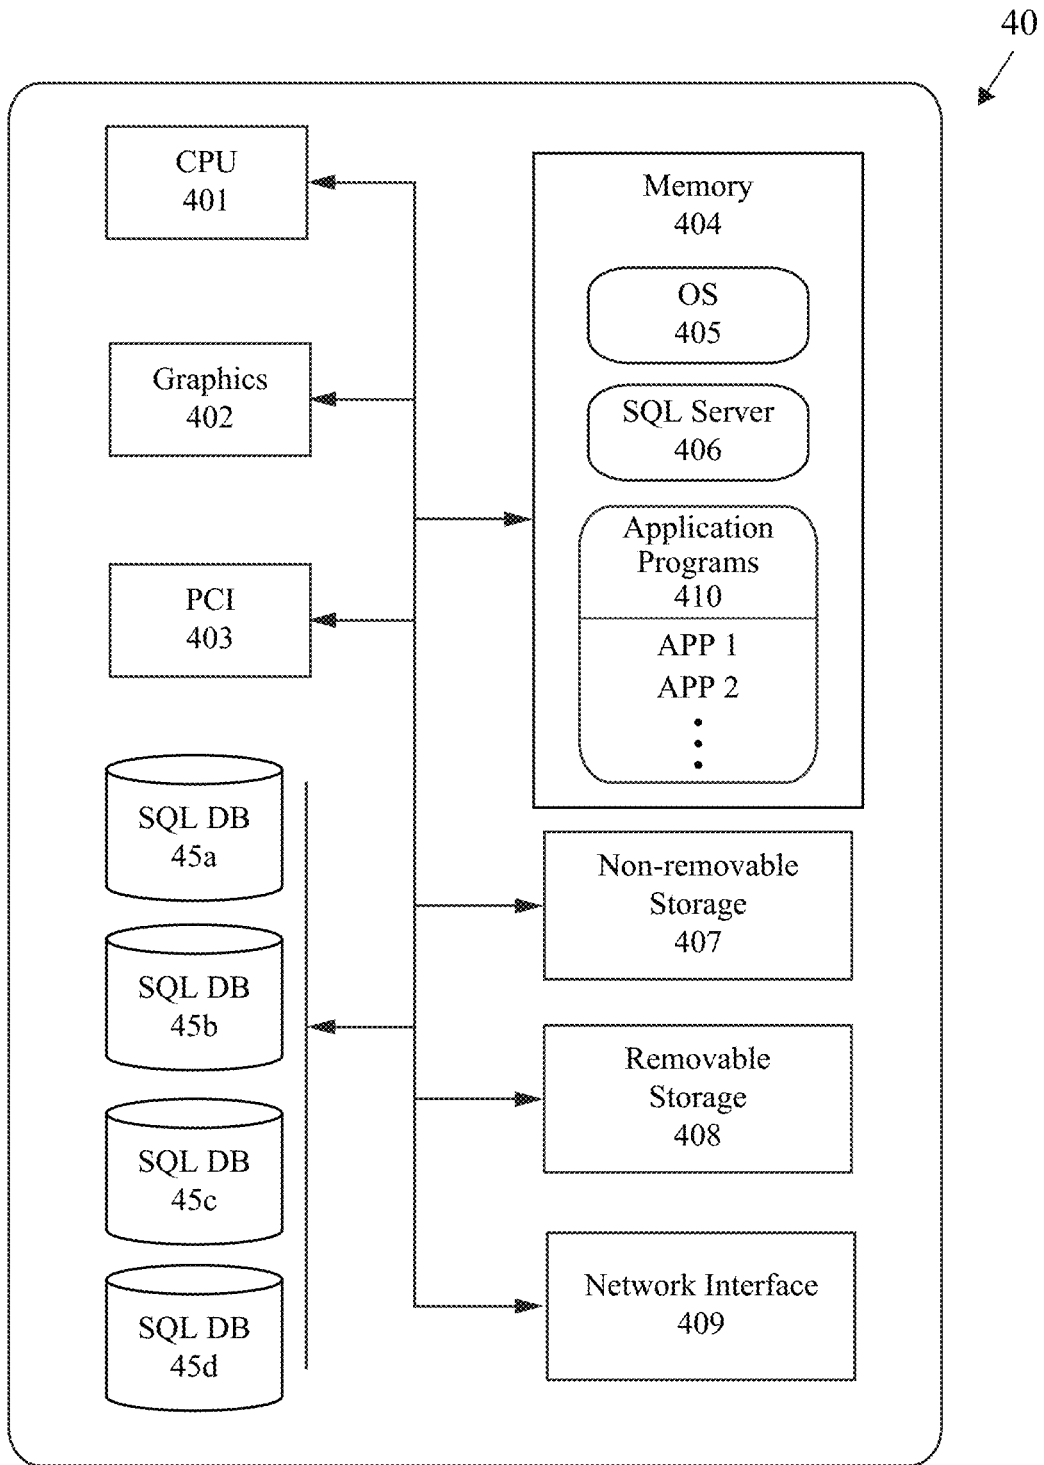 40
CPU
401
Graphics
402
PCI
403
SQL DB
45a
SQL DB
45b
SQL DB
45c
SQL DB
45d
Memory
404
OS
405
SQL Server
406
Application
Programs
410
APP 1
APP 2
Non-removable
Storage
407
Removable
Storage
408
Network Interface
409